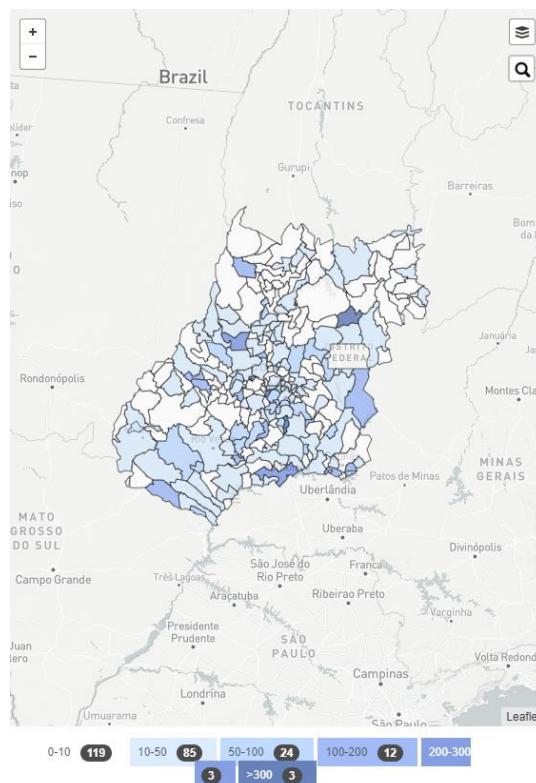 +
−
Brazil
TOCANTINS
Confresa
Gurupi
Barreiras
Januária
DISTRITO
FEDERAL
Rondonópolis
Montes Cla
Patos de Minas
MINAS
GERAIS
Uberlândia
Uberaba
MATO
GROSSO
DO SUL
Divinópolis
Campo Grande
São José do
Rio Preto
Franca
Três Lagoas
Araçatuba
Ribeirao Preto
Varginha
Presidente
Prudente
SÃO
PAULO
Juan
llero
Volta Redond
Campinas
Londrina
Umuarama
São Paulo
Leafle
0-10 119 10-50 85 50-100 24 100-200 12 200-300
3 >300 3